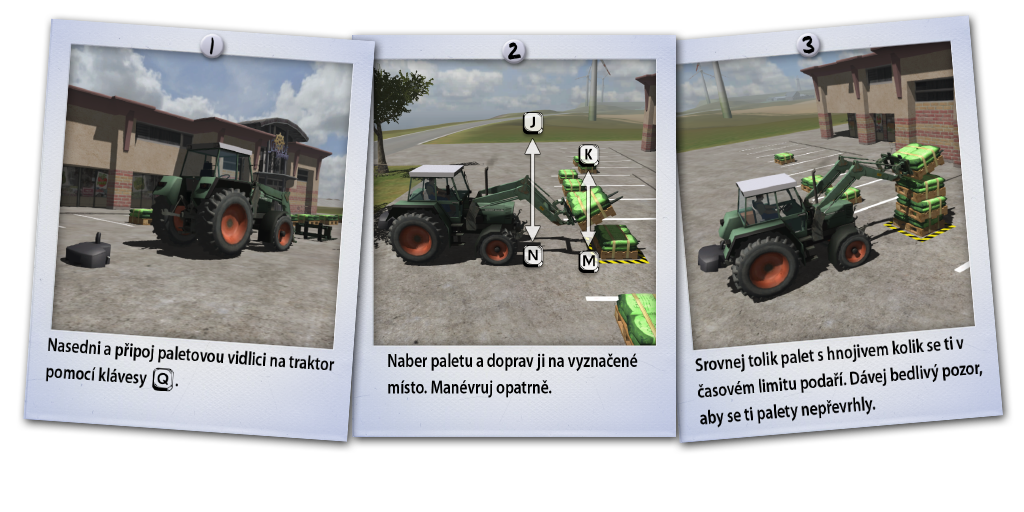 1
Nasedni a připoj paletovou vidlici na traktor
pomocí klávesy Q.
2
J
K
N
M
Naber paletu a doprav ji na vyznačené
místo. Manévruj opatrně.
3
Srovnej tolik palet s hnojivem kolik se ti v
časovém limitu podaří. Dávej bedlivý pozor,
aby se ti palety nepřevrhly.